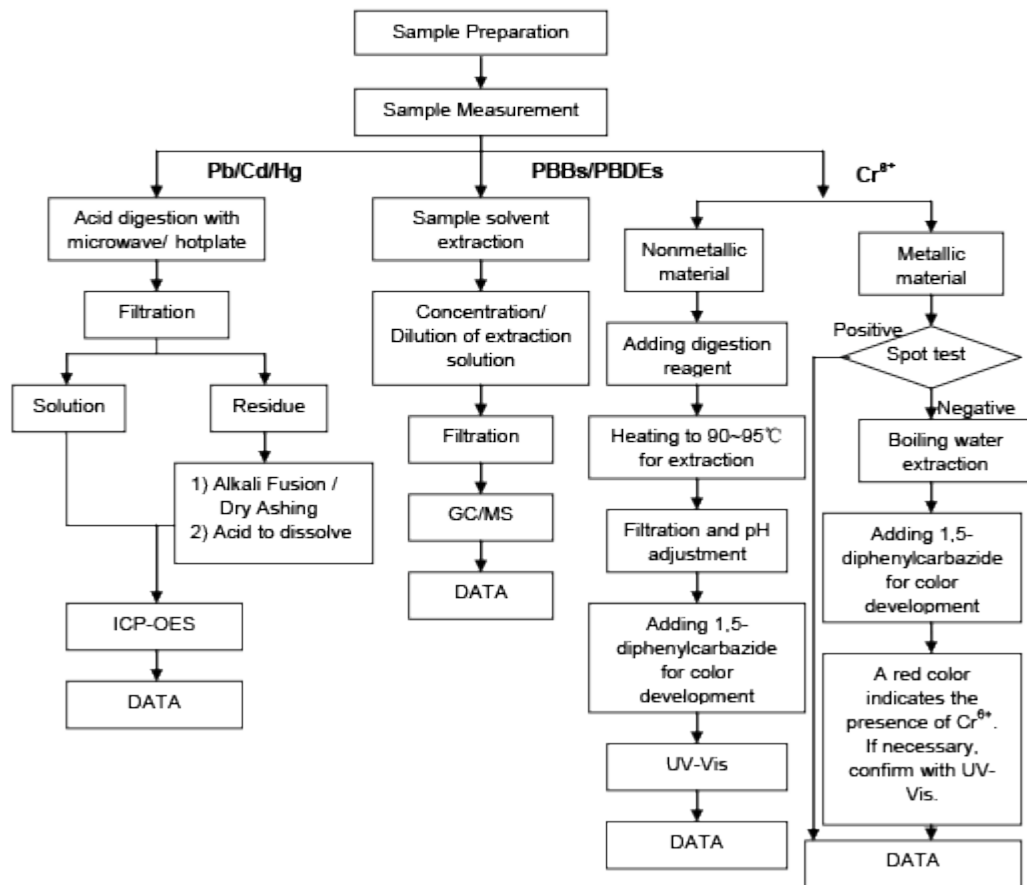 Sample Preparation
Sample Measurement
Pb/Cd/Hg
PBBs/PBDEs
Cr⁶⁺
Acid digestion with
microwave/ hotplate
Filtration
Solution
Residue
1) Alkali Fusion /
Dry Ashing
2) Acid to dissolve
ICP-OES
DATA
Sample solvent
extraction
Concentration/
Dilution of extraction
solution
Filtration
GC/MS
DATA
Nonmetallic
material
Adding digestion
reagent
Heating to 90~95℃
for extraction
Filtration and pH
adjustment
Adding 1,5-
diphenylcarbazide
for color
development
UV-Vis
DATA
Metallic
material
Positive
Spot test
Negative
Boiling water
extraction
Adding 1,5-
diphenylcarbazide
for color
development
A red color
indicates the
presence of Cr⁶⁺.
If necessary,
confirm with UV-
Vis.
DATA